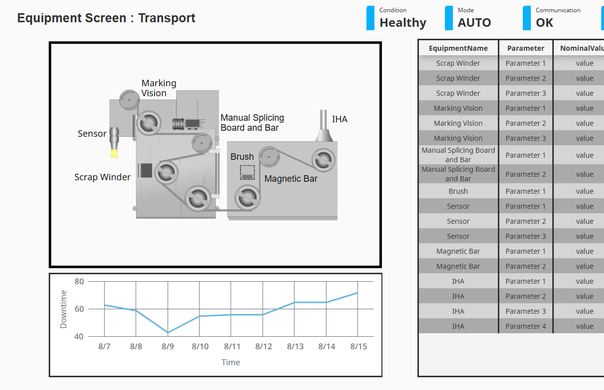 Equipment Screen : Transport
Condition
Healthy
Mode
AUTO
Communication
OK
Marking
Vision
Sensor
Manual Splicing
Board and Bar
IHA
Brush
Scrap Winder
Magnetic Bar
80
60
40
Downtime
8/7 8/8 8/9 8/10 8/11 8/12 8/13 8/14 8/15
Time
EquipmentName Parameter NominalValu
Scrap Winder Parameter 1 value
Scrap Winder Parameter 2 value
Scrap Winder Parameter 3 value
Marking Vision Parameter 1 value
Marking Vision Parameter 2 value
Marking Vision Parameter 3 value
Manual Splicing Board
and Bar Parameter 1 value
Manual Splicing Board
and Bar Parameter 2 value
Brush Parameter 1 value
Sensor Parameter 1 value
Sensor Parameter 2 value
Sensor Parameter 3 value
Magnetic Bar Parameter 1 value
Magnetic Bar Parameter 2 value
IHA Parameter 1 value
IHA Parameter 2 value
IHA Parameter 3 value
IHA Parameter 4 value